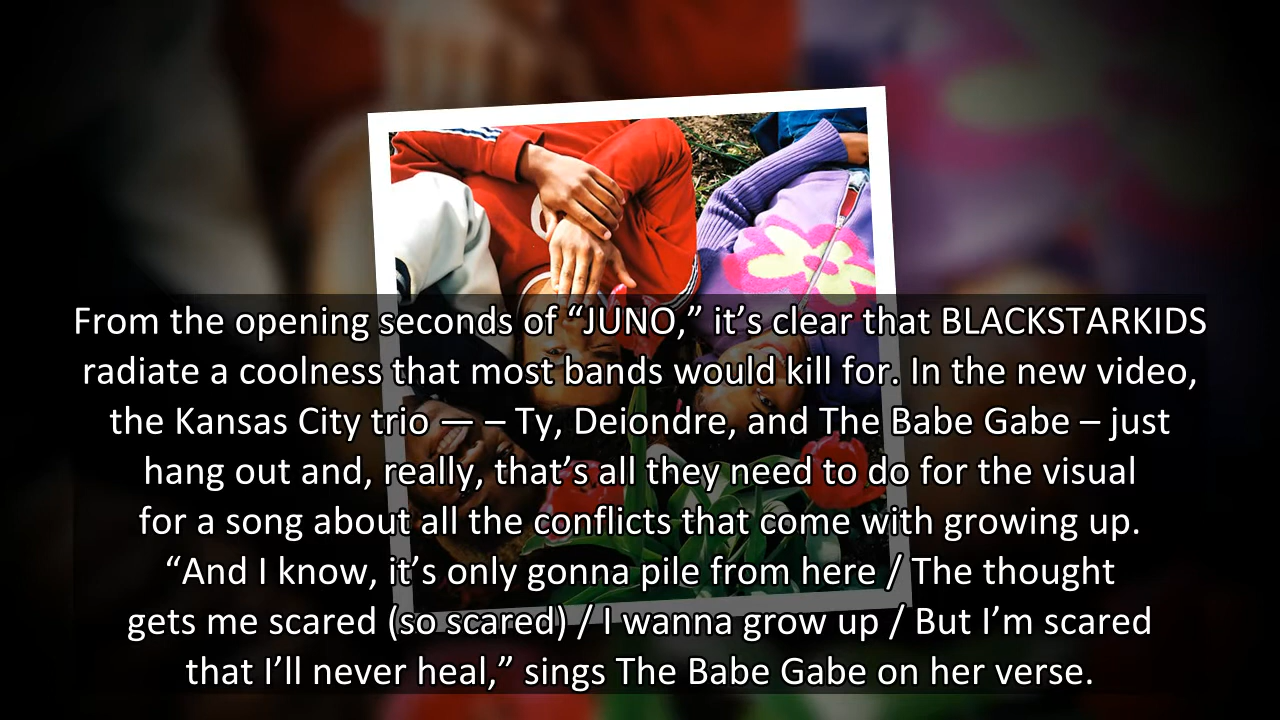 From the opening seconds of “JUNO,” it’s clear that BLACKSTARKIDS
radiate a coolness that most bands would kill for. In the new video,
the Kansas City trio — – Ty, Deiondre, and The Babe Gabe – just
hang out and, really, that’s all they need to do for the visual
for a song about all the conflicts that come with growing up.
“And I know, it’s only gonna pile from here / The thought
gets me scared (so scared) / I wanna grow up / But I’m scared
that I’ll never heal,” sings The Babe Gabe on her verse.